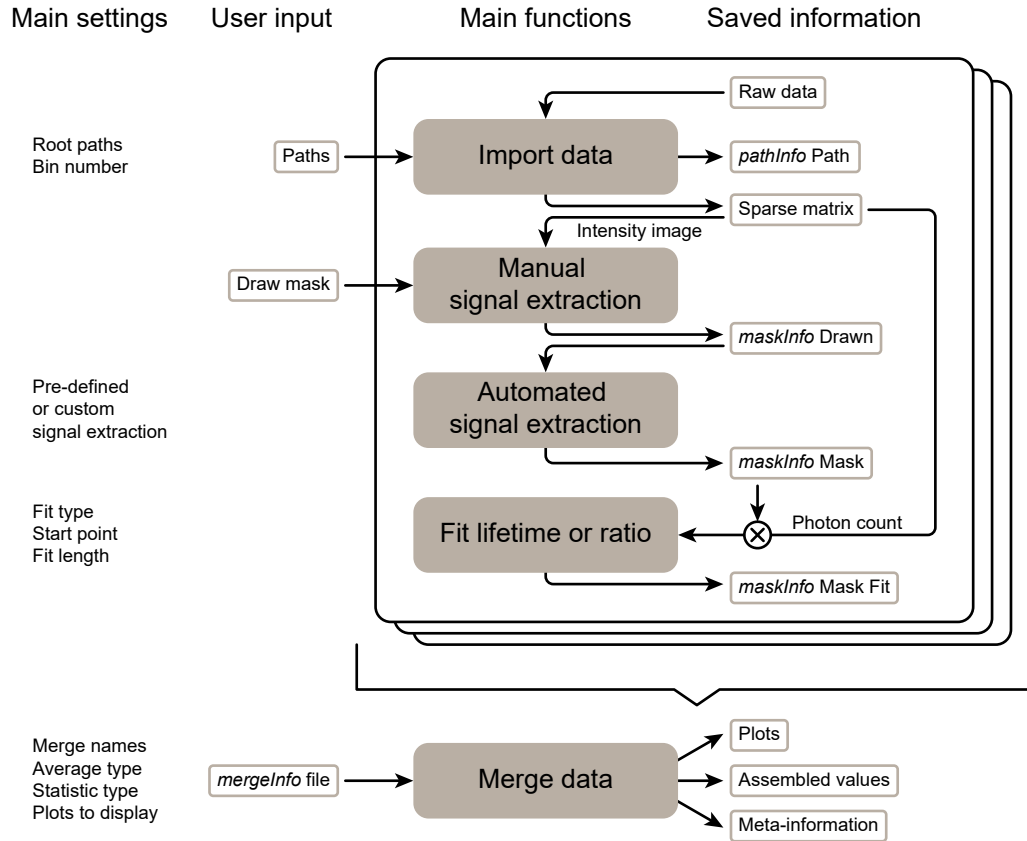 Main settings
User input
Main functions
Saved information
Raw data
Root paths
Bin number
Paths
Import data
pathInfo Path
Sparse matrix
Intensity image
Draw mask
Manual
signal extraction
maskInfo Drawn
Pre-defined
or custom
signal extraction
Automated
signal extraction
maskInfo Mask
Fit type
Start point
Fit length
Fit lifetime or ratio
Photon count
maskInfo Mask Fit
Merge names
Average type
Statistic type
Plots to display
mergeInfo file
Merge data
Plots
Assembled values
Meta-information